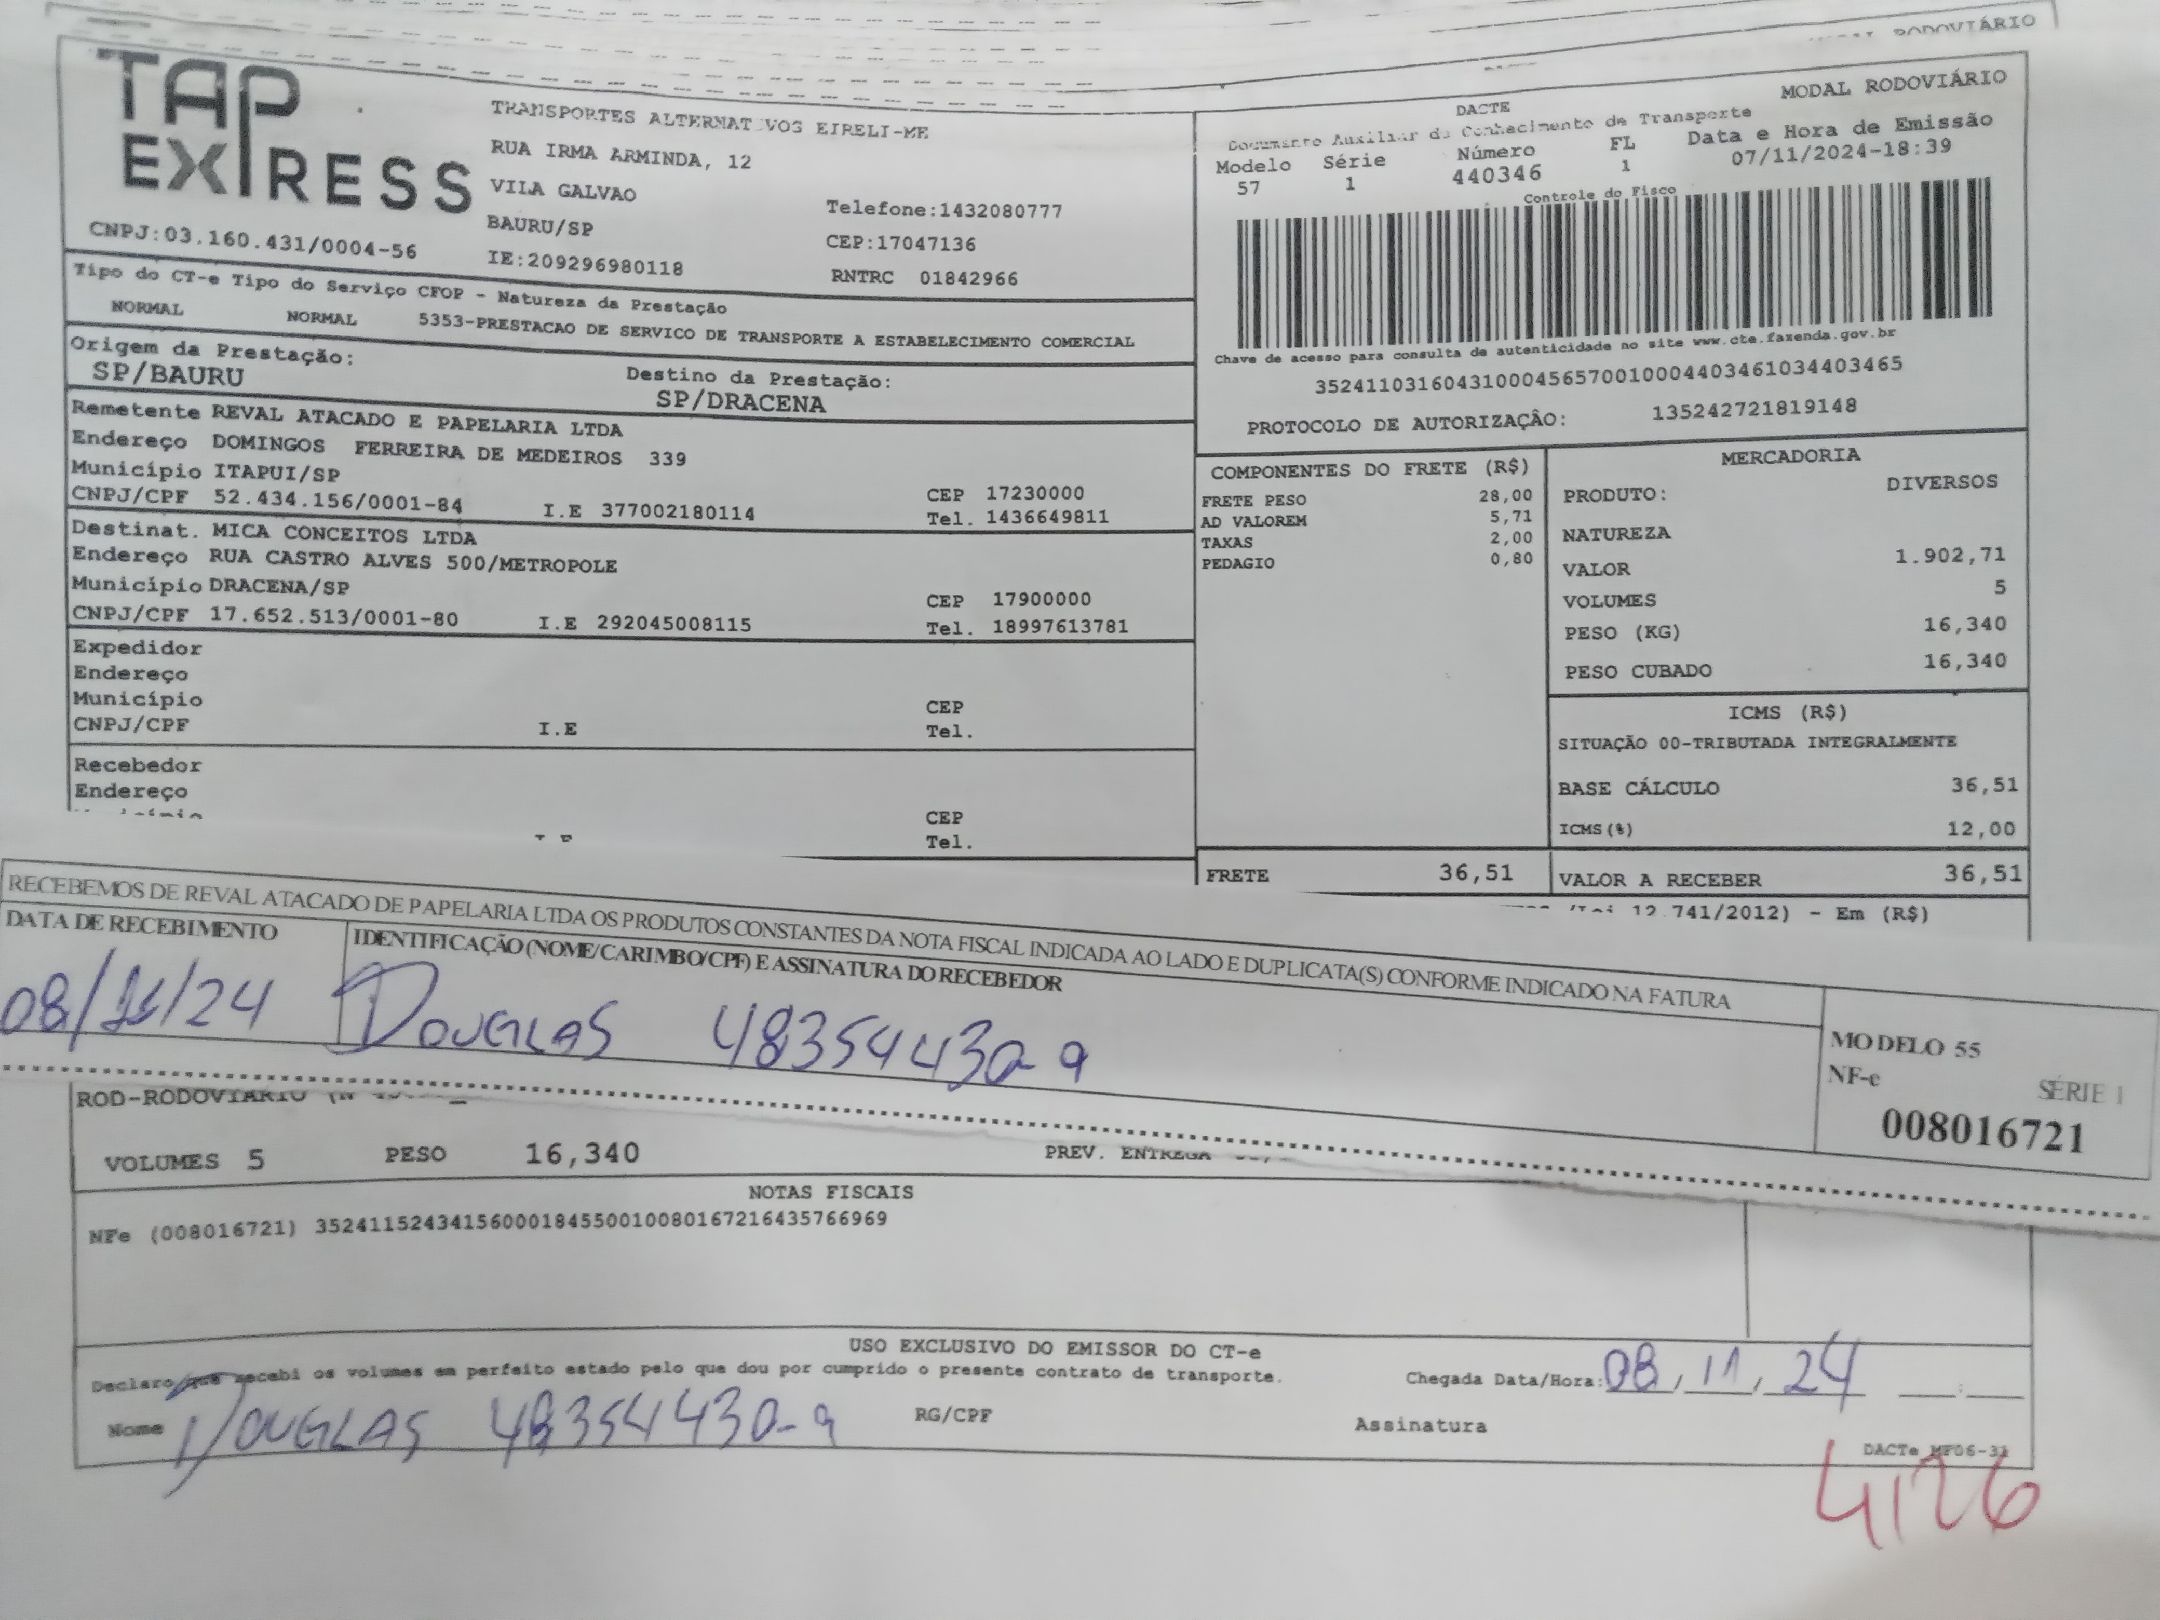 MODAL RODOVIÁRIO
TAP EXPRESS
CNPJ:03.160.431/0004-56
TRANSPORTES ALTERNATIVOS EIRELI-ME
RUA IRMA ARMINDA, 12
VILA GALVAO
BAURU/SP
IE:209296980118
Telefone:1432080777
CEP:17047136
RNTRC 01842966
MODAL RODOVIÁRIO
DACTE
Documento Auxiliar do Conhecimento de Transporte
Modelo Série Número FL Data e Hora de Emissão
57 1 440346 1 07/11/2024-18:39
Controle do Fisco
Chave de acesso para consulta de autenticidade no site www.cte.fazenda.gov.br
35241103160431000456570010004403461034403465
PROTOCOLO DE AUTORIZAÇÂO: 135242721819148
Tipo do CT-e Tipo do Serviço CFOP - Natureza da Prestação
NORMAL NORMAL 5353-PRESTACAO DE SERVICO DE TRANSPORTE A ESTABELECIMENTO COMERCIAL
Origem da Prestação: Destino da Prestação:
SP/BAURU SP/DRACENA
Remetente REVAL ATACADO E PAPELARIA LTDA
Endereço DOMINGOS FERREIRA DE MEDEIROS 339
Município ITAPUI/SP CEP 17230000
CNPJ/CPF 52.434.156/0001-84 I.E 377002180114 Tel. 1436649811
Destinat. MICA CONCEITOS LTDA
Endereço RUA CASTRO ALVES 500/METROPOLE
Município DRACENA/SP CEP 17900000
CNPJ/CPF 17.652.513/0001-80 I.E 292045008115 Tel. 18997613781
Expedidor
Endereço
Município CEP
CNPJ/CPF I.E Tel.
Recebedor
Endereço
CEP
Tel.
COMPONENTES DO FRETE (R$)
FRETE PESO 28,00
AD VALOREM 5,71
TAXAS 2,00
PEDAGIO 0,80
FRETE 36,51
MERCADORIA
PRODUTO: DIVERSOS
NATUREZA
VALOR 1.902,71
VOLUMES 5
PESO (KG) 16,340
PESO CUBADO 16,340
ICMS (R$)
SITUAÇÃO 00-TRIBUTADA INTEGRALMENTE
BASE CÁLCULO 36,51
ICMS(%) 12,00
VALOR A RECEBER 36,51
12.741/2012) - Em (R$)
RECEBEMOS DE REVAL ATACADO DE PAPELARIA LTDA OS PRODUTOS CONSTANTES DA NOTA FISCAL INDICADA AO LADO E DUPLICATA(S) CONFORME INDICADO NA FATURA
DATA DE RECEBIMENTO IDENTIFICAÇÃO (NOME/CARIMBO/CPF) E ASSINATURA DO RECEBEDOR
08/11/24 DOUGLAS 48354430-9
MODELO 55
NF-e SÉRIE 1
008016721
ROD-RODOVIARIO
VOLUMES 5 PESO 16,340 PREV. ENTREGA
NOTAS FISCAIS
NFe (008016721) 35241152434156000184550010080167216435766969
USO EXCLUSIVO DO EMISSOR DO CT-e
Declaro que recebi os volumes em perfeito estado pelo que dou por cumprido o presente contrato de transporte.
Chegada Data/Hora: 08, 11, 24
Nome DOUGLAS 48354430-9 RG/CPF Assinatura
4126